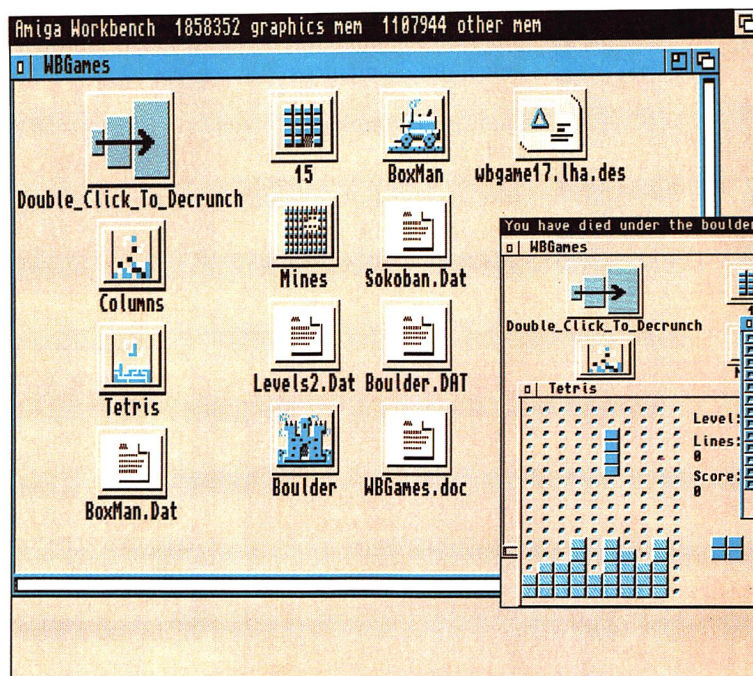 Amiga Workbench 1858352 graphics mem 1107944 other mem
WBGames
Double_Click_To_Decrunch
15
BoxMan
wbgame17.lha.des
Columns
Mines
Sokoban.Dat
Tetris
Levels2.Dat
Boulder.DAT
BoxMan.Dat
Boulder
WBGames.doc
You have died under the boulder
WBGames
Double_Click_To_Decrunch
Tetris
Level:
Lines:
0
Score:
0